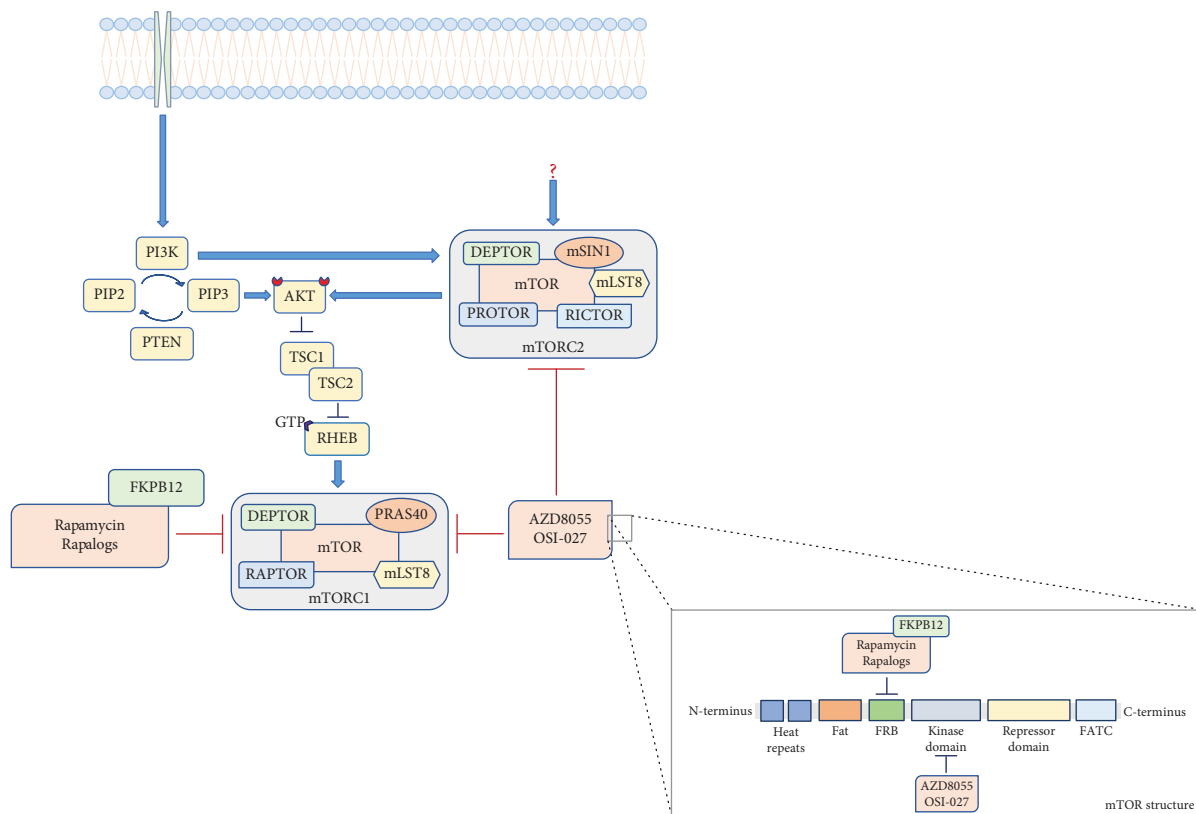 ?
PI3K
PIP2
PIP3
PTEN
AKT
DEPTOR
mSIN1
mTOR
mLST8
PROTOR
RICTOR
mTORC2
TSC1
TSC2
GTP
RHEB
FKPB12
Rapamycin
Rapalogs
DEPTOR
PRAS40
mTOR
RAPTOR
mLST8
mTORC1
AZD8055
OSI-027
FKPB12
Rapamycin
Rapalogs
N-terminus
C-terminus
Heat
repeats
Fat
FRB
Kinase
domain
Repressor
domain
FATC
AZD8055
OSI-027
mTOR structure